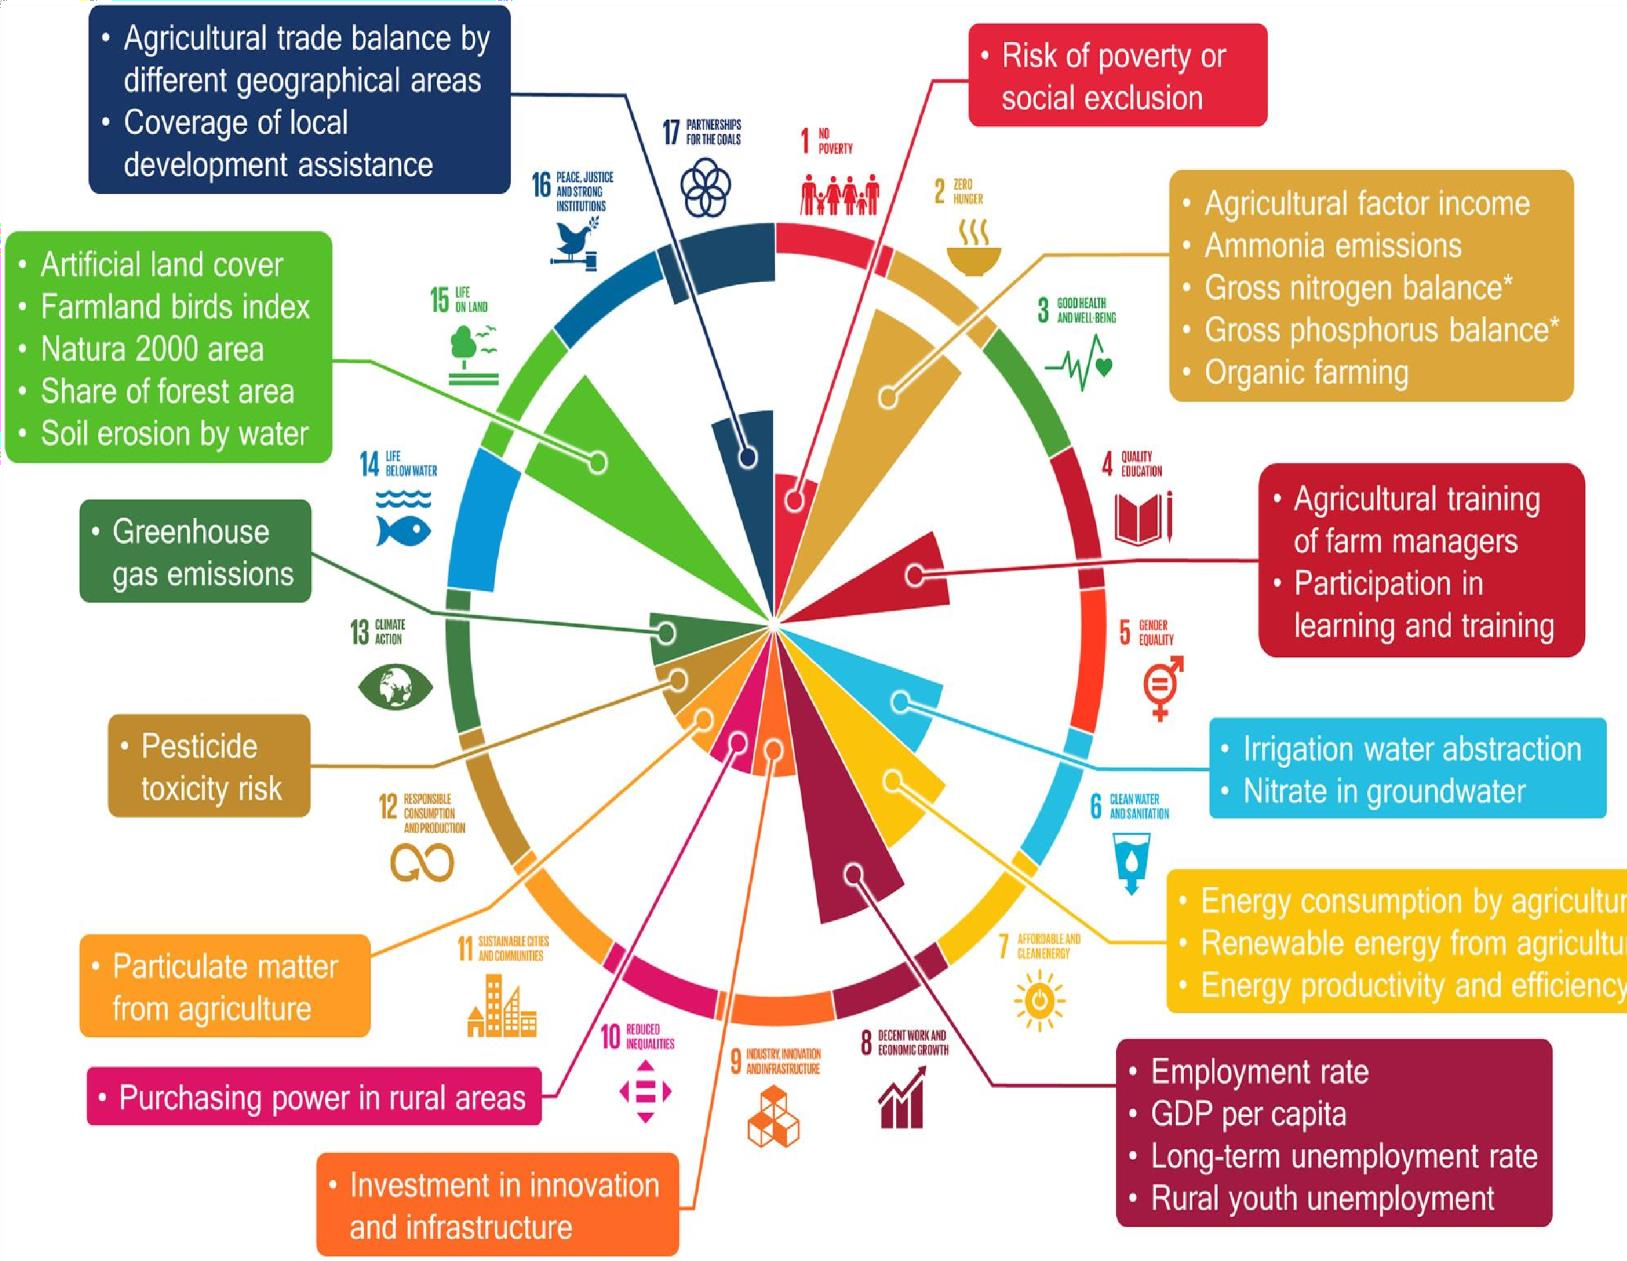 • Agricultural trade balance by
different geographical areas
• Coverage of local
development assistance
• Risk of poverty or
social exclusion
17 PARTNERSHIPS
FOR THE GOALS
1 NO
POVERTY
16 PEACE, JUSTICE
AND STRONG
INSTITUTIONS
2 ZERO
HUNGER
• Agricultural factor income
• Ammonia emissions
• Gross nitrogen balance*
• Gross phosphorus balance*
• Organic farming
• Artificial land cover
• Farmland birds index
• Natura 2000 area
• Share of forest area
• Soil erosion by water
15 LIFE
ON LAND
3 GOOD HEALTH
AND WELL-BEING
14 LIFE
BELOW WATER
4 QUALITY
EDUCATION
• Agricultural training
of farm managers
• Participation in
learning and training
• Greenhouse
gas emissions
13 CLIMATE
ACTION
5 GENDER
EQUALITY
• Pesticide
toxicity risk
• Irrigation water abstraction
• Nitrate in groundwater
12 RESPONSIBLE
CONSUMPTION
AND PRODUCTION
6 CLEAN WATER
AND SANITATION
• Energy consumption by agricultur
• Renewable energy from agricultu
• Energy productivity and efficiency
• Particulate matter
from agriculture
11 SUSTAINABLE CITIES
AND COMMUNITIES
7 AFFORDABLE AND
CLEAN ENERGY
10 REDUCED
INEQUALITIES
9 INDUSTRY, INNOVATION
AND INFRASTRUCTURE
8 DECENT WORK AND
ECONOMIC GROWTH
• Employment rate
• GDP per capita
• Long-term unemployment rate
• Rural youth unemployment
• Purchasing power in rural areas
• Investment in innovation
and infrastructure